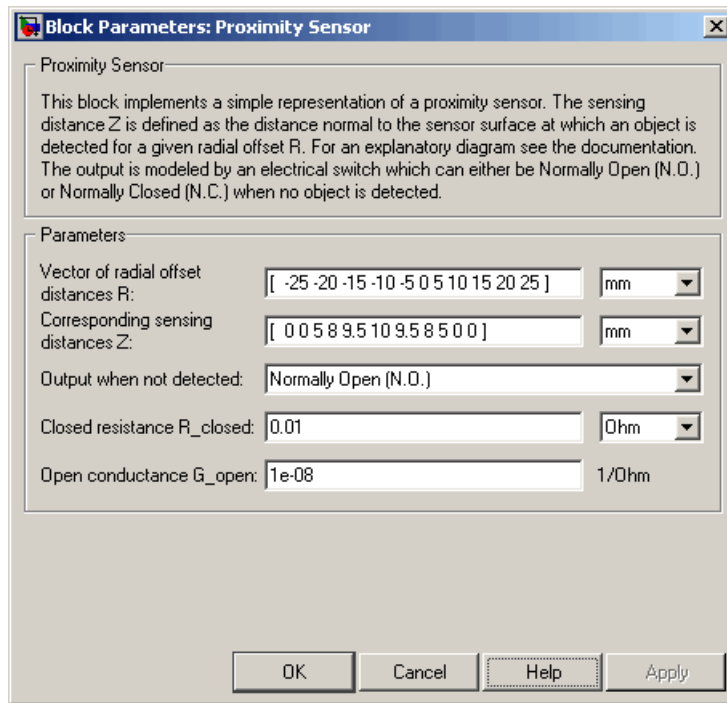 Block Parameters: Proximity Sensor
Proximity Sensor
This block implements a simple representation of a proximity sensor. The sensing
distance Z is defined as the distance normal to the sensor surface at which an object is
detected for a given radial offset R. For an explanatory diagram see the documentation.
The output is modeled by an electrical switch which can either be Normally Open (N.O.)
or Normally Closed (N.C.) when no object is detected.
Parameters
Vector of radial offset
distances R:
[ -25 -20 -15 -10 -5 0 5 10 15 20 25 ]
mm
Corresponding sensing
distances Z:
[ 0 0 5 8 9.5 10 9.5 8 5 0 0 ]
mm
Output when not detected:
Normally Open (N.O.)
Closed resistance R_closed:
0.01
Ohm
Open conductance G_open:
1e-08
1/Ohm
OK
Cancel
Help
Apply